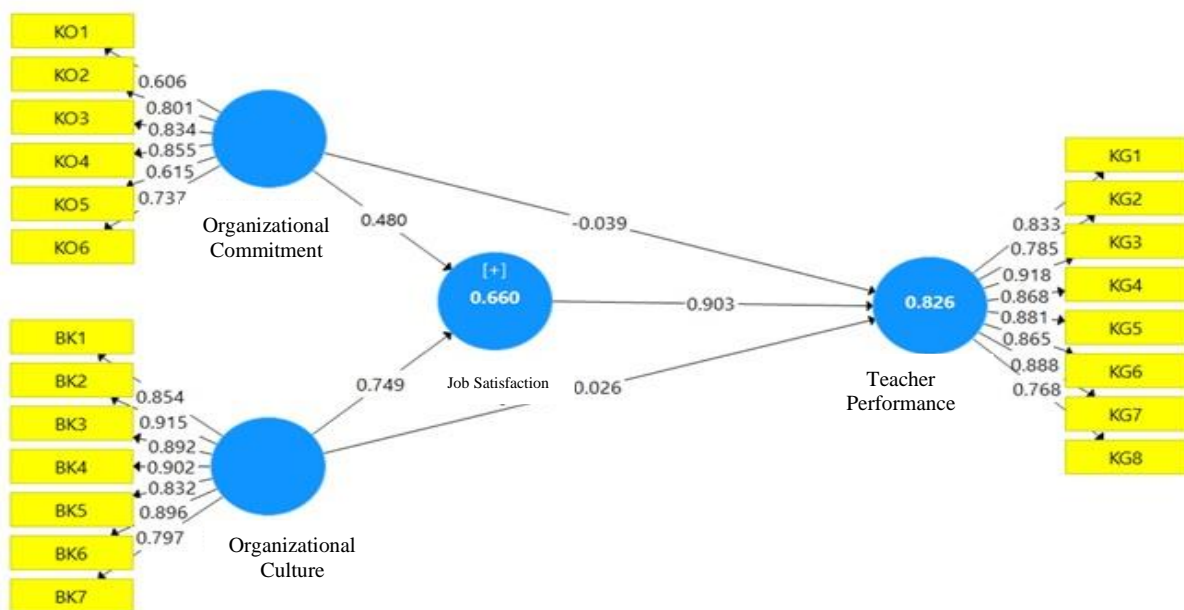 KO1
KO2
KO3
KO4
KO5
KO6
0.606
0.801
0.834
0.855
0.615
0.737
Organizational
Commitment
0.480
-0.039
[+]
0.660
Job Satisfaction
0.903
0.749
0.026
BK1
BK2
BK3
BK4
BK5
BK6
BK7
0.854
0.915
0.892
0.902
0.832
0.896
0.797
Organizational
Culture
0.826
Teacher
Performance
0.833
0.785
0.918
0.868
0.881
0.865
0.888
0.768
KG1
KG2
KG3
KG4
KG5
KG6
KG7
KG8